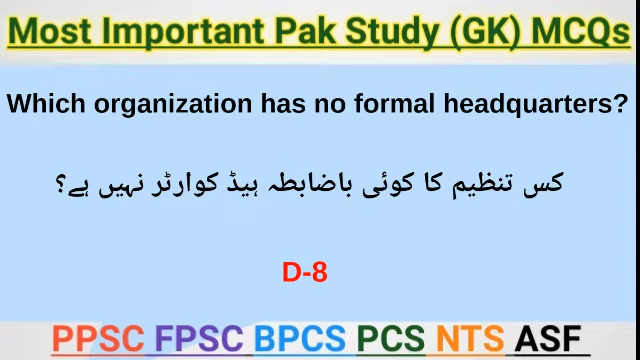 Most Important Pak Study (GK) MCQs
Which organization has no formal headquarters?
کس تنظیم کا کوئی باضابطہ ہیڈ کوارٹر نہیں ہے؟
D-8
PPSC FPSC BPCS PCS NTS ASF